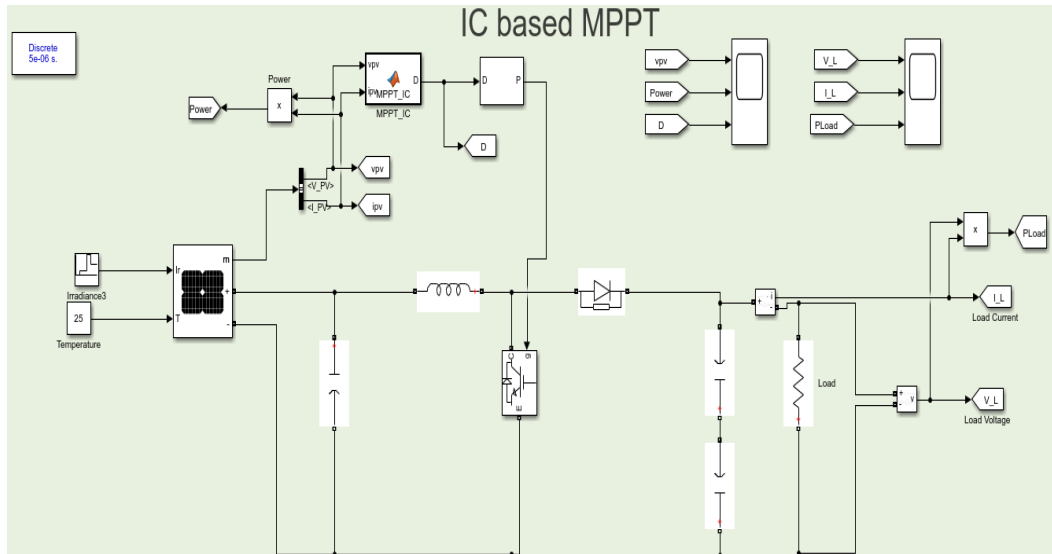 IC based MPPT
Discrete
5e-06 s.
Power
Power
x
vpv
ipv
MPPT_IC
D
MPPT_IC
D
P
D
vpv
Power
D
V_L
I_L
PLoad
<V_PV>
<I_PV>
vpv
ipv
x
PLoad
Irradiance3
25
Temperature
Ir
T
m
+
-
g
C
E
+
i
-
I_L
Load Current
Load
+
-
v
V_L
Load Voltage